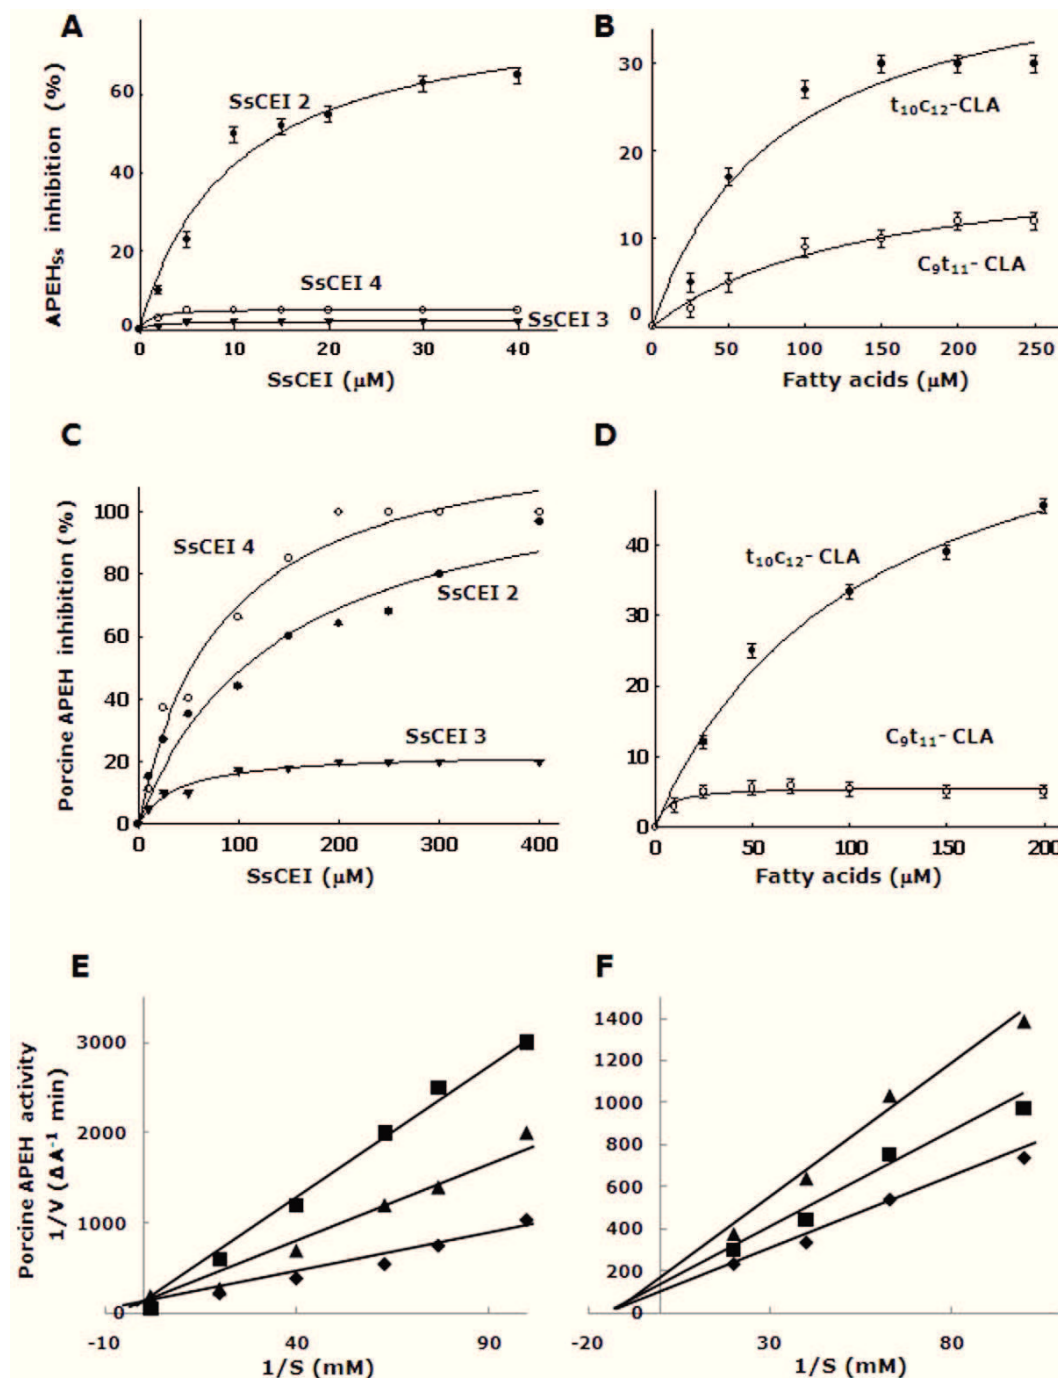 A
APEHSs inhibition (%)
60
40
20
0
SsCEI 2
SsCEI 4
SsCEI 3
0 10 20 30 40
SsCEI (μM)
B
30
20
10
0
t10c12-CLA
C9t11- CLA
0 50 100 150 200 250
Fatty acids (μM)
C
Porcine APEH inhibition (%)
100
80
60
40
20
0
SsCEI 4
SsCEI 2
SsCEI 3
0 100 200 300 400
SsCEI (μM)
D
40
30
20
10
0
t10c12- CLA
C9t11- CLA
0 50 100 150 200
Fatty acids (μM)
E
Porcine APEH activity
1/V (ΔA-1 min)
3000
2000
1000
0
-10 40 90
1/S (mM)
F
1400
1200
1000
800
600
400
200
0
-20 30 80
1/S (mM)